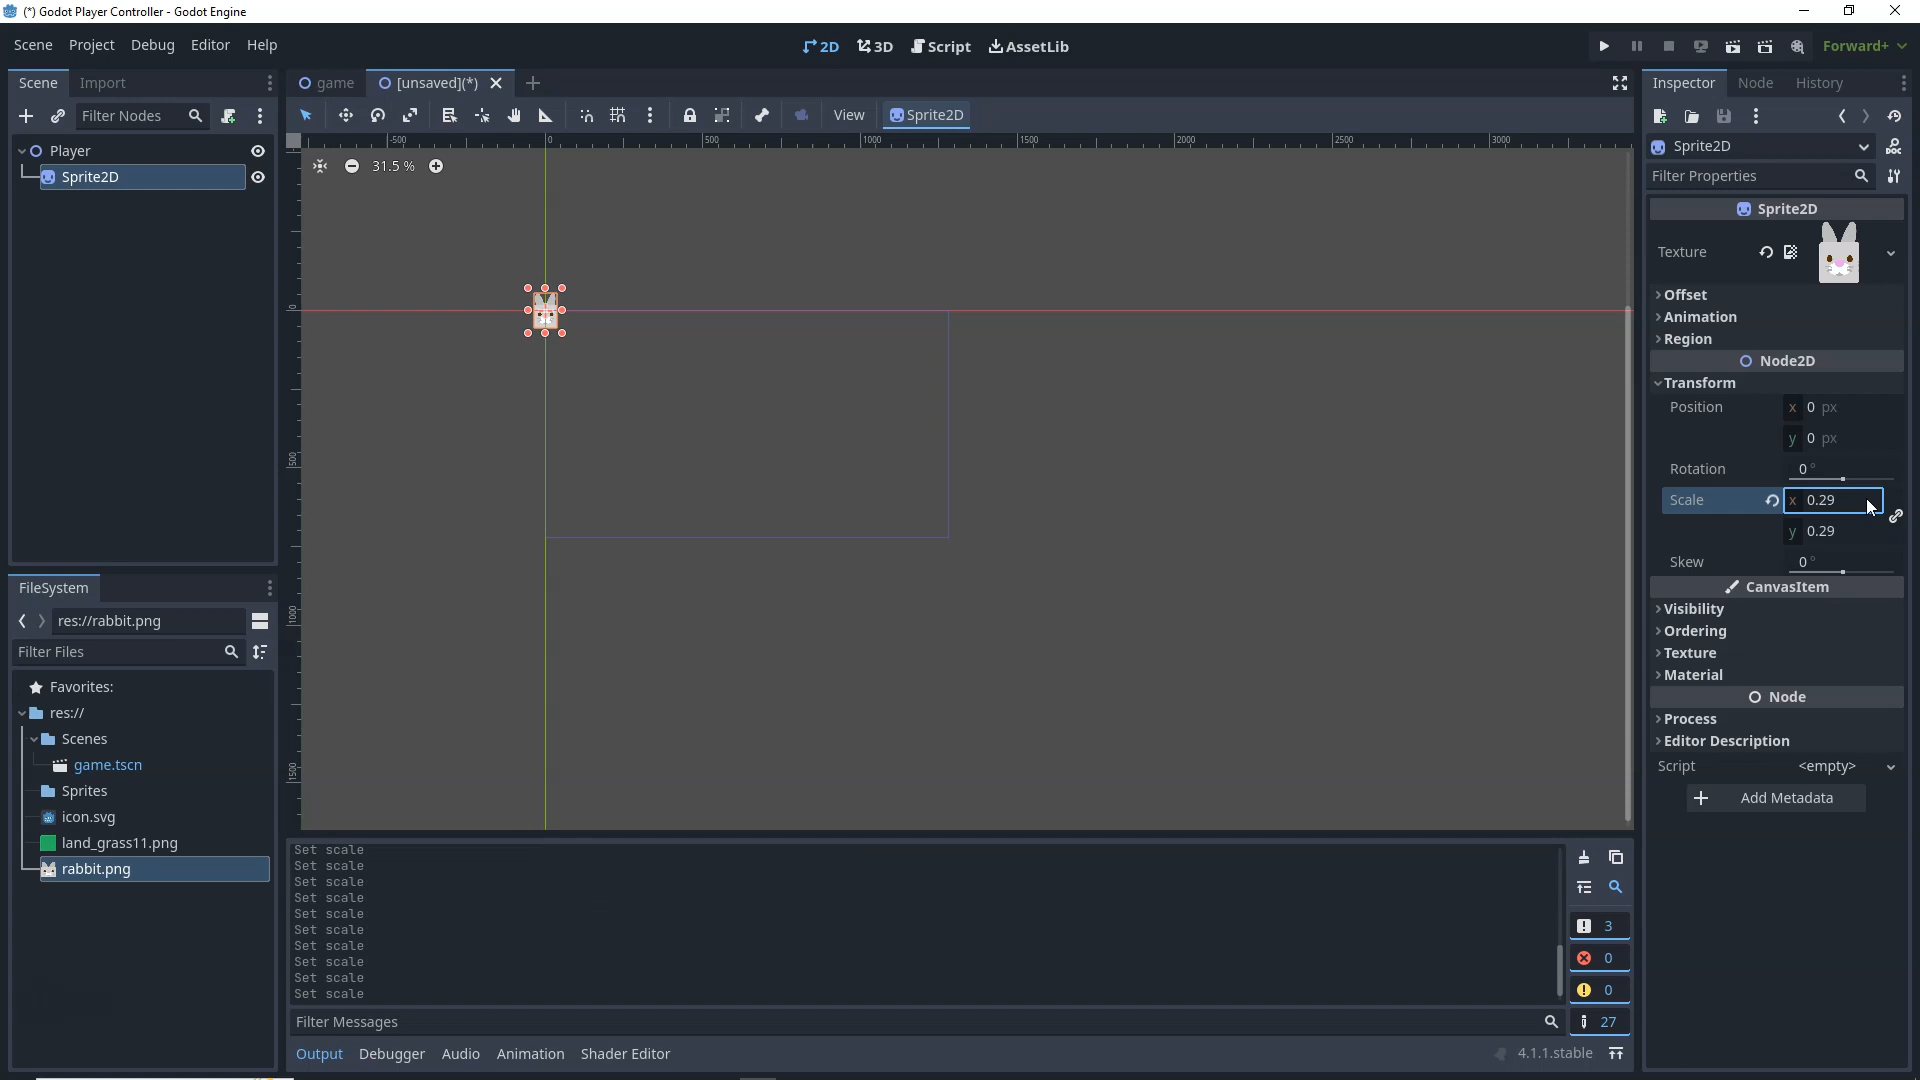 (*) Godot Player Controller - Godot Engine
Scene Project Debug Editor Help
2D 3D Script AssetLib
Forward+
Scene Import
game [unsaved](*)
Inspector Node History
Filter Nodes
View Sprite2D
-500 0 500 1000 1500 2000 2500 3000
Sprite2D
Player
31.5 %
Sprite2D
Filter Properties
Sprite2D
Texture
Offset
Animation
Region
Node2D
Transform
Position x 0 px
y 0 px
Rotation 0 °
Scale x 0.29
y 0.29
Skew 0 °
CanvasItem
Visibility
Ordering
Texture
Material
Node
Process
Editor Description
Script <empty>
Add Metadata
0
500
1000
1500
FileSystem
res://rabbit.png
Filter Files
Favorites:
res://
Scenes
game.tscn
Sprites
icon.svg
land_grass11.png
rabbit.png
Set scale
Set scale
Set scale
Set scale
Set scale
Set scale
Set scale
Set scale
Set scale
Set scale
3
0
0
27
Filter Messages
Output Debugger Audio Animation Shader Editor
4.1.1.stable